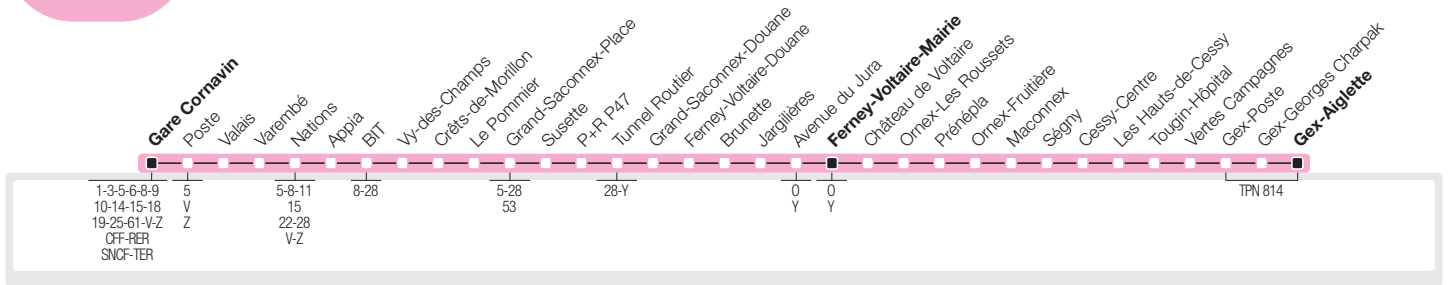 Gare Cornavin
Poste
Valais
Varembé
Nations
Appia
BIT
Vy-des-Champs
Crêts-de-Morillon
Le Pommier
Grand-Saconnex-Place
Susette
P+R P47
Tunnel Routier
Grand-Saconnex-Douane
Ferney-Voltaire-Douane
Brunette
Jargilières
Avenue du Jura
Ferney-Voltaire-Mairie
Château de Voltaire
Ornex-Les Roussets
Prénépla
Ornex-Fruitière
Maconnex
Ségny
Cessy-Centre
Les Hauts-de-Cessy
Tougin-Hôpital
Vertes Campagnes
Gex-Poste
Gex-Georges Charpak
Gex-Aiglette
1-3-5-6-8-9
10-14-15-18
19-25-61-V-Z
CFF-RER
SNCF-TER
5
V
Z
5-8-11
15
22-28
V-Z
8-28
5-28
53
28-Y
0
Y
0
Y
TPN 814